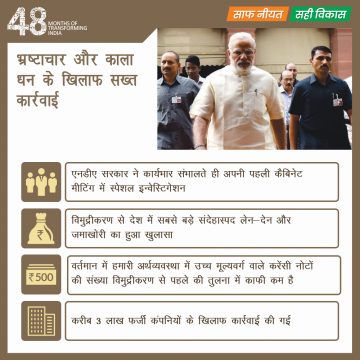 48 MONTHS OF
TRANSFORMING
INDIA
साफ नीयत
सही विकास
भ्रष्टाचार और काला
धन के खिलाफ सख्त
कार्रवाई
एनडीए सरकार ने कार्यभार संभालते ही अपनी पहली कैबिनेट
मीटिंग में स्पेशल इन्वेस्टिगेशन
विमुद्रीकरण से देश में सबसे बड़े संदेहास्पद लेन-देन और
जमाखोरी का हुआ खुलासा
₹500
वर्तमान में हमारी अर्थव्यवस्था में उच्च मूल्यवर्ग वाले करेंसी नोटों
की संख्या विमुद्रीकरण से पहले की तुलना में काफी कम है
करीब 3 लाख फर्जी कंपनियों के खिलाफ कार्रवाई की गई